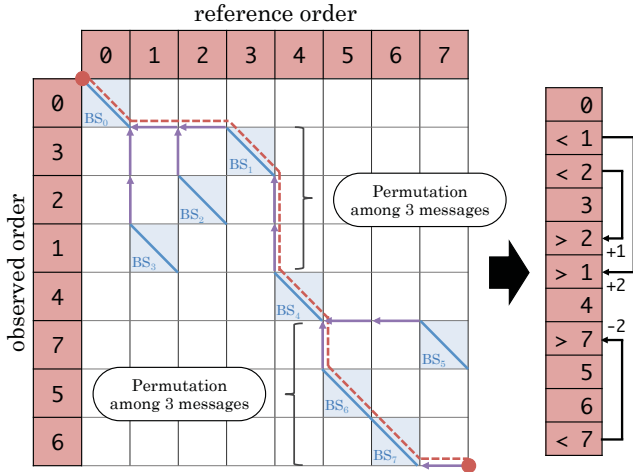 reference order
0 1 2 3 4 5 6 7
observed order
0
3
2
1
4
7
5
6
BS₀
BS₁
BS₂
BS₃
BS₄
BS₅
BS₆
BS₇
Permutation
among 3 messages
Permutation
among 3 messages
0
< 1
< 2
3
> 2
+1
> 1
+2
4
-2
> 7
5
6
< 7